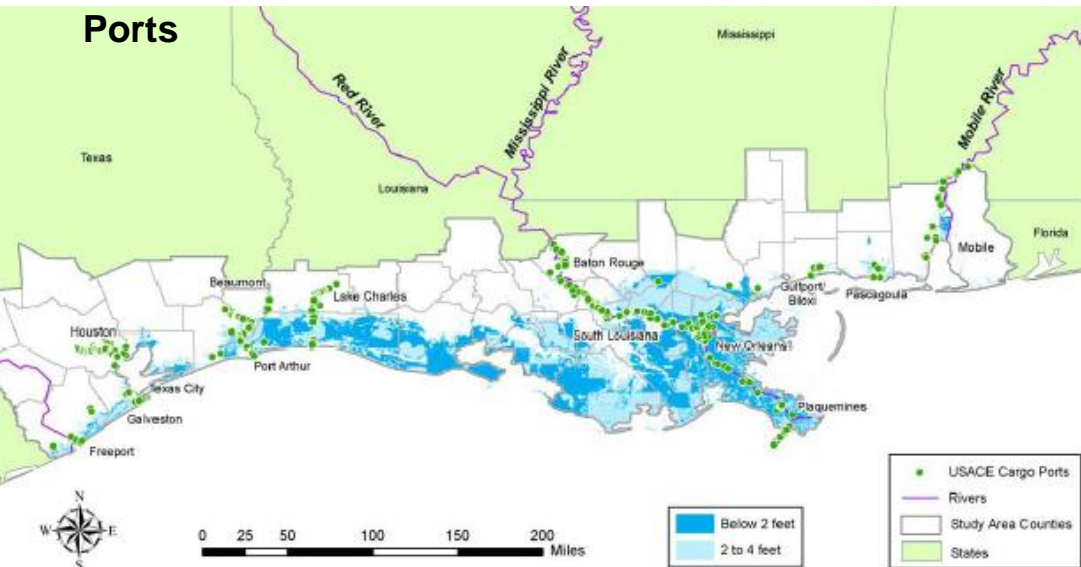 Ports
Mississippi
Red River
Mississippi River
Mobile River
Texas
Louisiana
Florida
Mobile
Baton Rouge
Beaumont
Lake Charles
Gulfport/
Biloxi
Pascagoula
Houston
South Louisiana
New Orleans
Port Arthur
Texas City
Galveston
Plaquemines
Freeport
N
W E
S
0 25 50 100 150 200
Miles
Below 2 feet
2 to 4 feet
USACE Cargo Ports
Rivers
Study Area Counties
States